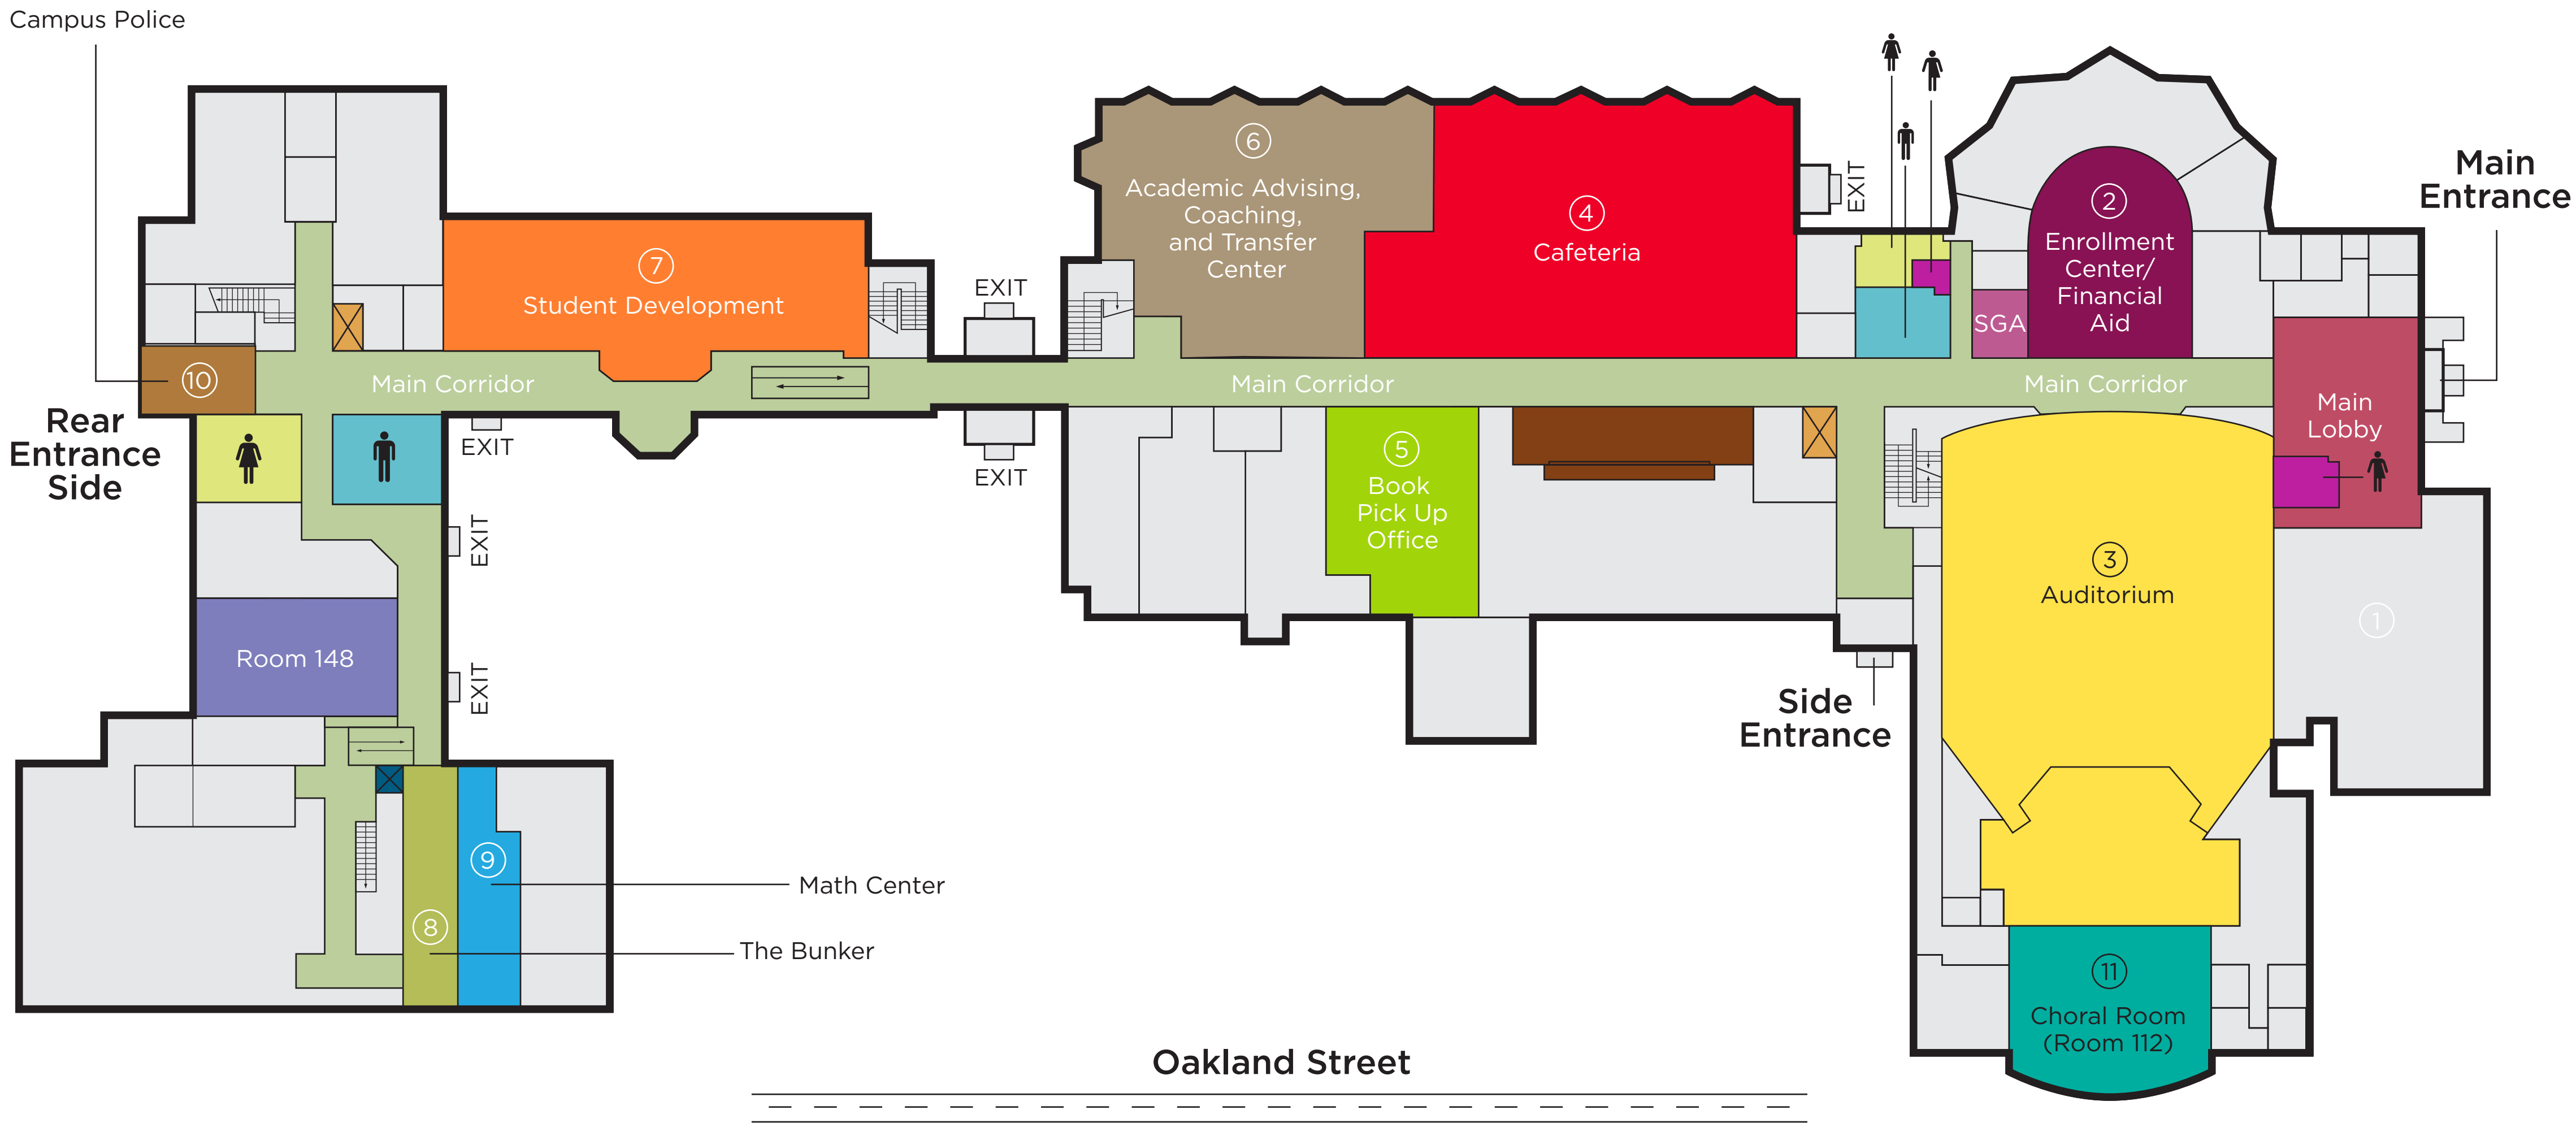 Campus Police
Main
Entrance
6
Academic Advising,
Coaching,
and Transfer
Center
4
Cafeteria
EXIT
2
Enrollment
Center/
Financial
Aid
7
Student Development
EXIT
SGA
10
Main Corridor
Main Corridor
Main Corridor
Rear
Entrance
Side
Main
Lobby
EXIT
EXIT
5
Book
Pick Up
Office
EXIT
3
Auditorium
1
Room 148
EXIT
Side
Entrance
9
Math Center
8
The Bunker
11
Choral Room
(Room 112)
Oakland Street